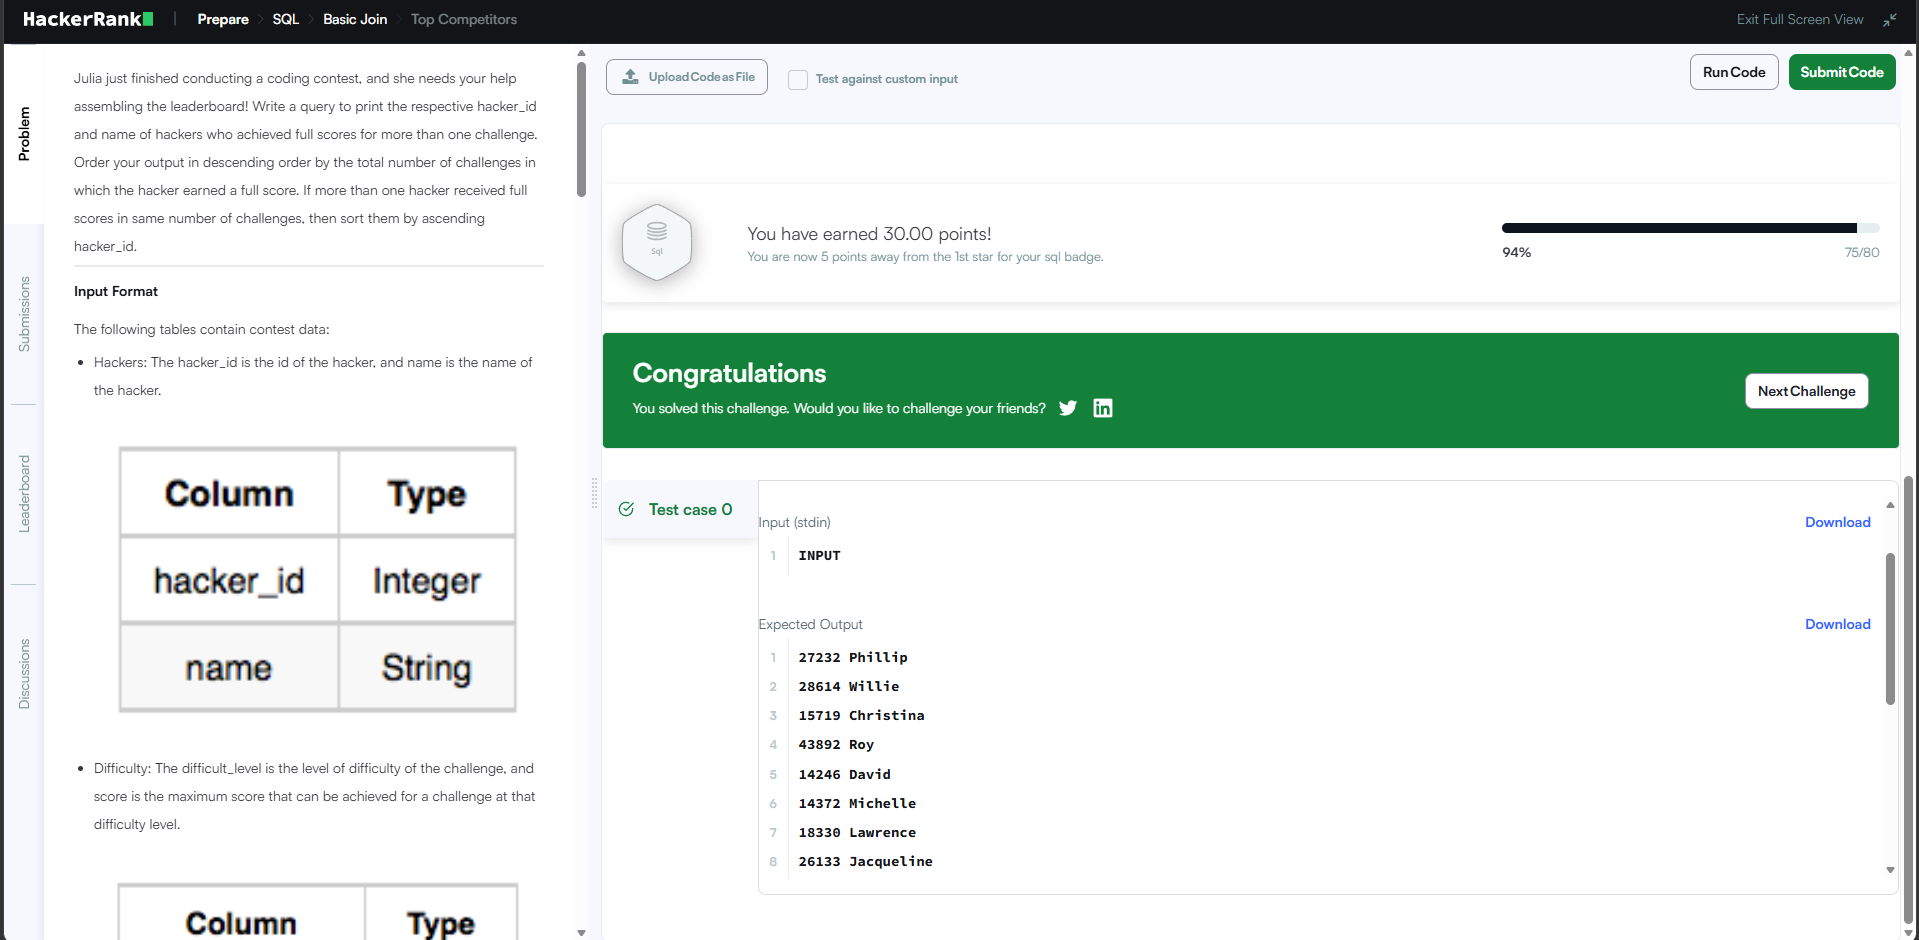 HackerRank
Prepare
SQL
Basic Join
Top Competitors
Exit Full Screen View
Problem
Submissions
Leaderboard
Discussions
Julia just finished conducting a coding contest, and she needs your help
assembling the leaderboard! Write a query to print the respective hacker_id
and name of hackers who achieved full scores for more than one challenge.
Order your output in descending order by the total number of challenges in
which the hacker earned a full score. If more than one hacker received full
scores in same number of challenges, then sort them by ascending
hacker_id.
Input Format
The following tables contain contest data:
Hackers: The hacker_id is the id of the hacker, and name is the name of
the hacker.
Column Type
hacker_id Integer
name String
Difficulty: The difficult_level is the level of difficulty of the challenge, and
score is the maximum score that can be achieved for a challenge at that
difficulty level.
Column Type
Upload Code as File
Test against custom input
Run Code
Submit Code
Sql
You have earned 30.00 points!
You are now 5 points away from the 1st star for your sql badge.
94%
75/80
Congratulations
You solved this challenge. Would you like to challenge your friends?
Next Challenge
Test case 0
Input (stdin)
Download
1 INPUT
Expected Output
Download
1 27232 Phillip
2 28614 Willie
3 15719 Christina
4 43892 Roy
5 14246 David
6 14372 Michelle
7 18330 Lawrence
8 26133 Jacqueline